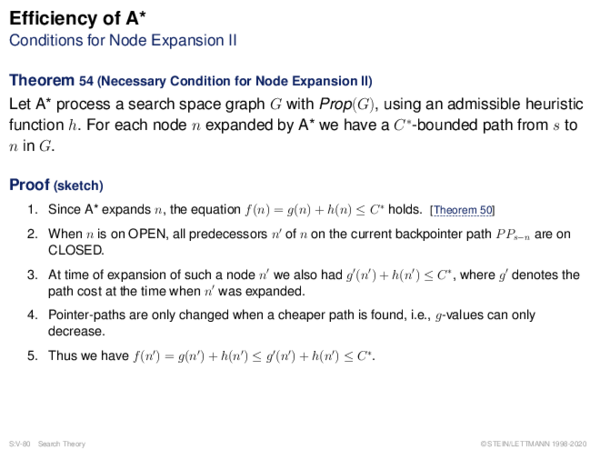 Efficiency of A*
Conditions for Node Expansion II
Theorem 54 (Necessary Condition for Node Expansion II)
Let A* process a search space graph G with Prop(G), using an admissible heuristic
function h. For each node n expanded by A* we have a C*-bounded path from s to
n in G.
Proof (sketch)
1. Since A* expands n, the equation f(n) = g(n) + h(n) ≤ C* holds. [Theorem 50]
2. When n is on OPEN, all predecessors n′ of n on the current backpointer path PPₛ₋ₙ are on
CLOSED.
3. At time of expansion of such a node n′ we also had g′(n′) + h(n′) ≤ C*, where g′ denotes the
path cost at the time when n′ was expanded.
4. Pointer-paths are only changed when a cheaper path is found, i.e., g-values can only
decrease.
5. Thus we have f(n′) = g(n′) + h(n′) ≤ g′(n′) + h(n′) ≤ C*.
S:V-80 Search Theory
© STEIN/LETTMANN 1998-2020